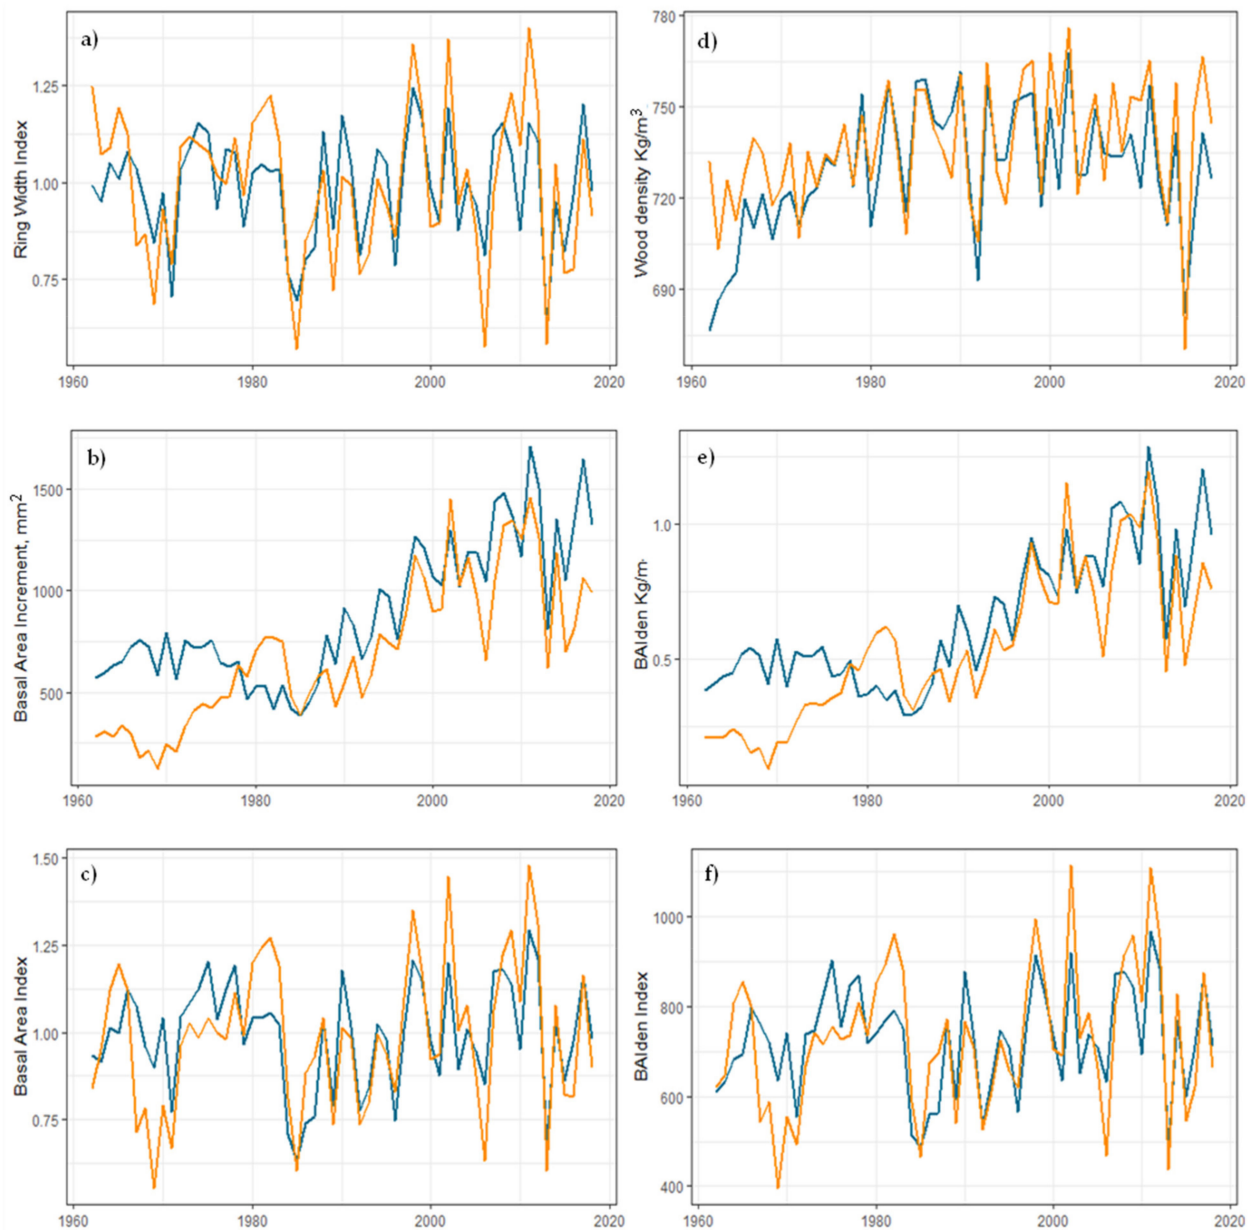 a)
Ring Width Index
1.25
1.00
0.75
1960 1980 2000 2020
d)
Wood density Kg/m³
780
750
720
690
1960 1980 2000 2020
b)
Basal Area Increment, mm²
1500
1000
500
1960 1980 2000 2020
e)
BAIden Kg/m·
1.0
0.5
1960 1980 2000 2020
c)
Basal Area Index
1.50
1.25
1.00
0.75
1960 1980 2000 2020
f)
BAIden Index
1000
800
600
400
1960 1980 2000 2020